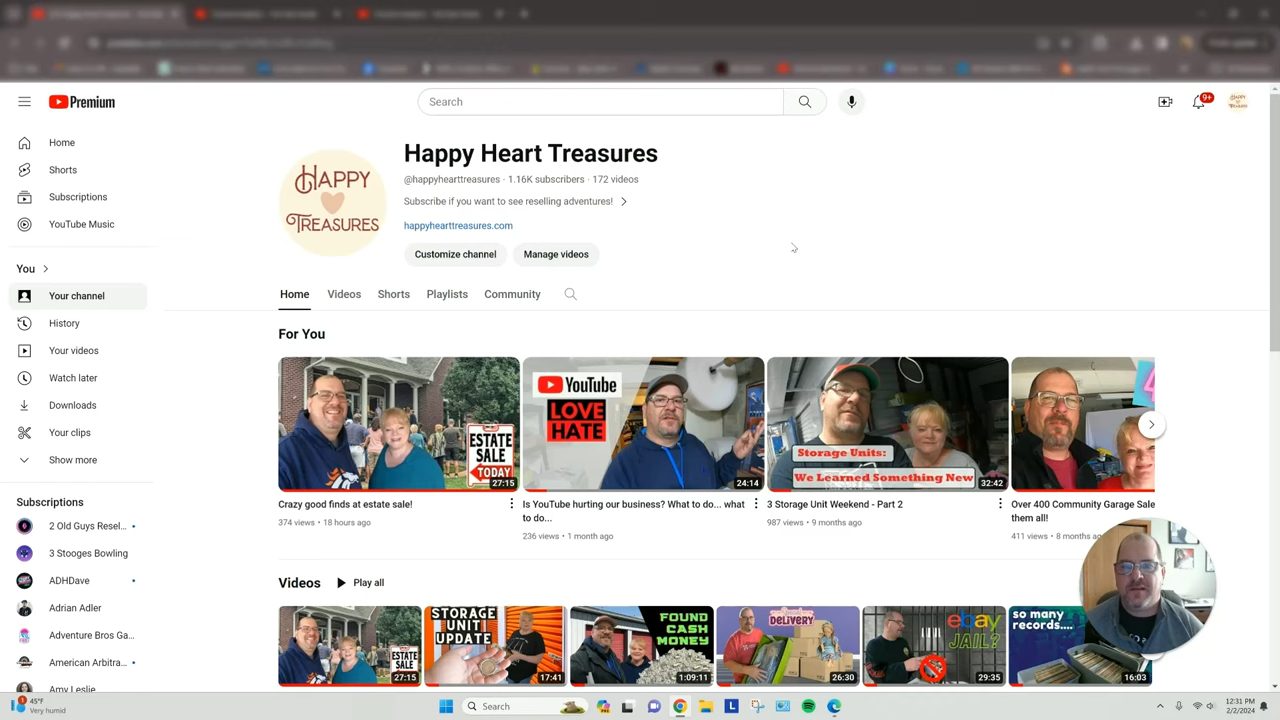 Premium
Search
9+
Home
Shorts
Subscriptions
YouTube Music
You
Your channel
History
Your videos
Watch later
Downloads
Your clips
Show more
Subscriptions
2 Old Guys Resel...
3 Stooges Bowling
ADHDave
Adrian Adler
Adventure Bros Ga...
American Arbitra...
Amy Leslie
HAPPY
TREASURES
Happy Heart Treasures
@happyhearttreasures · 1.16K subscribers · 172 videos
Subscribe if you want to see reselling adventures!
happyhearttreasures.com
Customize channel
Manage videos
Home
Videos
Shorts
Playlists
Community
For You
ESTATE
SALE
TODAY
27:15
Crazy good finds at estate sale!
374 views · 18 hours ago
YouTube
LOVE
HATE
24:14
Is YouTube hurting our business? What to do... what
to do...
236 views · 1 month ago
Storage Units:
We Learned Something New
32:42
3 Storage Unit Weekend - Part 2
987 views · 9 months ago
Over 400 Community Garage Sale
them all!
411 views · 8 months
Videos
Play all
ESTATE
SALE
27:15
STORAGE
UNIT
UPDATE
17:41
FOUND
CASH
MONEY
1:09:11
DELIVERY
26:30
ebay
JAIL?
29:35
so many
records....
16:03
45°F
Very humid
Search
12:31 PM
2/2/2024